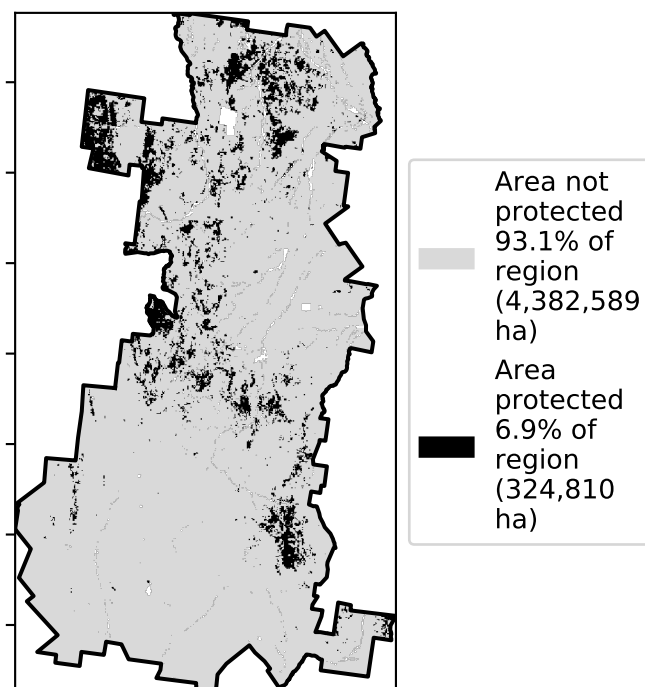 Area not
protected
93.1% of
region
(4,382,589
ha)
Area
protected
6.9% of
region
(324,810
ha)